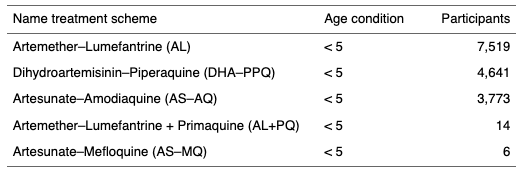 Name treatment scheme Age condition Participants
Artemether–Lumefantrine (AL) < 5 7,519
Dihydroartemisinin–Piperaquine (DHA–PPQ) < 5 4,641
Artesunate–Amodiaquine (AS–AQ) < 5 3,773
Artemether–Lumefantrine + Primaquine (AL+PQ) < 5 14
Artesunate–Mefloquine (AS–MQ) < 5 6